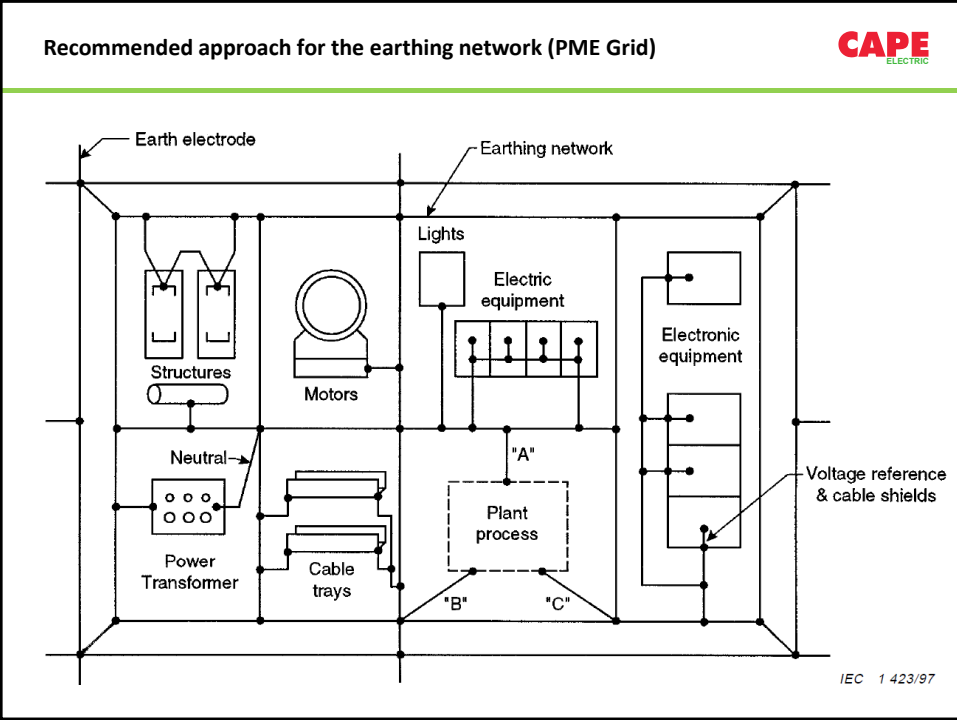 Recommended approach for the earthing network (PME Grid)
CAPE
ELECTRIC
Earth electrode
Earthing network
Lights
Electric
equipment
Electronic
equipment
Structures
Motors
Neutral
"A"
Voltage reference
& cable shields
Plant
process
Power
Transformer
Cable
trays
"B"
"C"
IEC 1 423/97